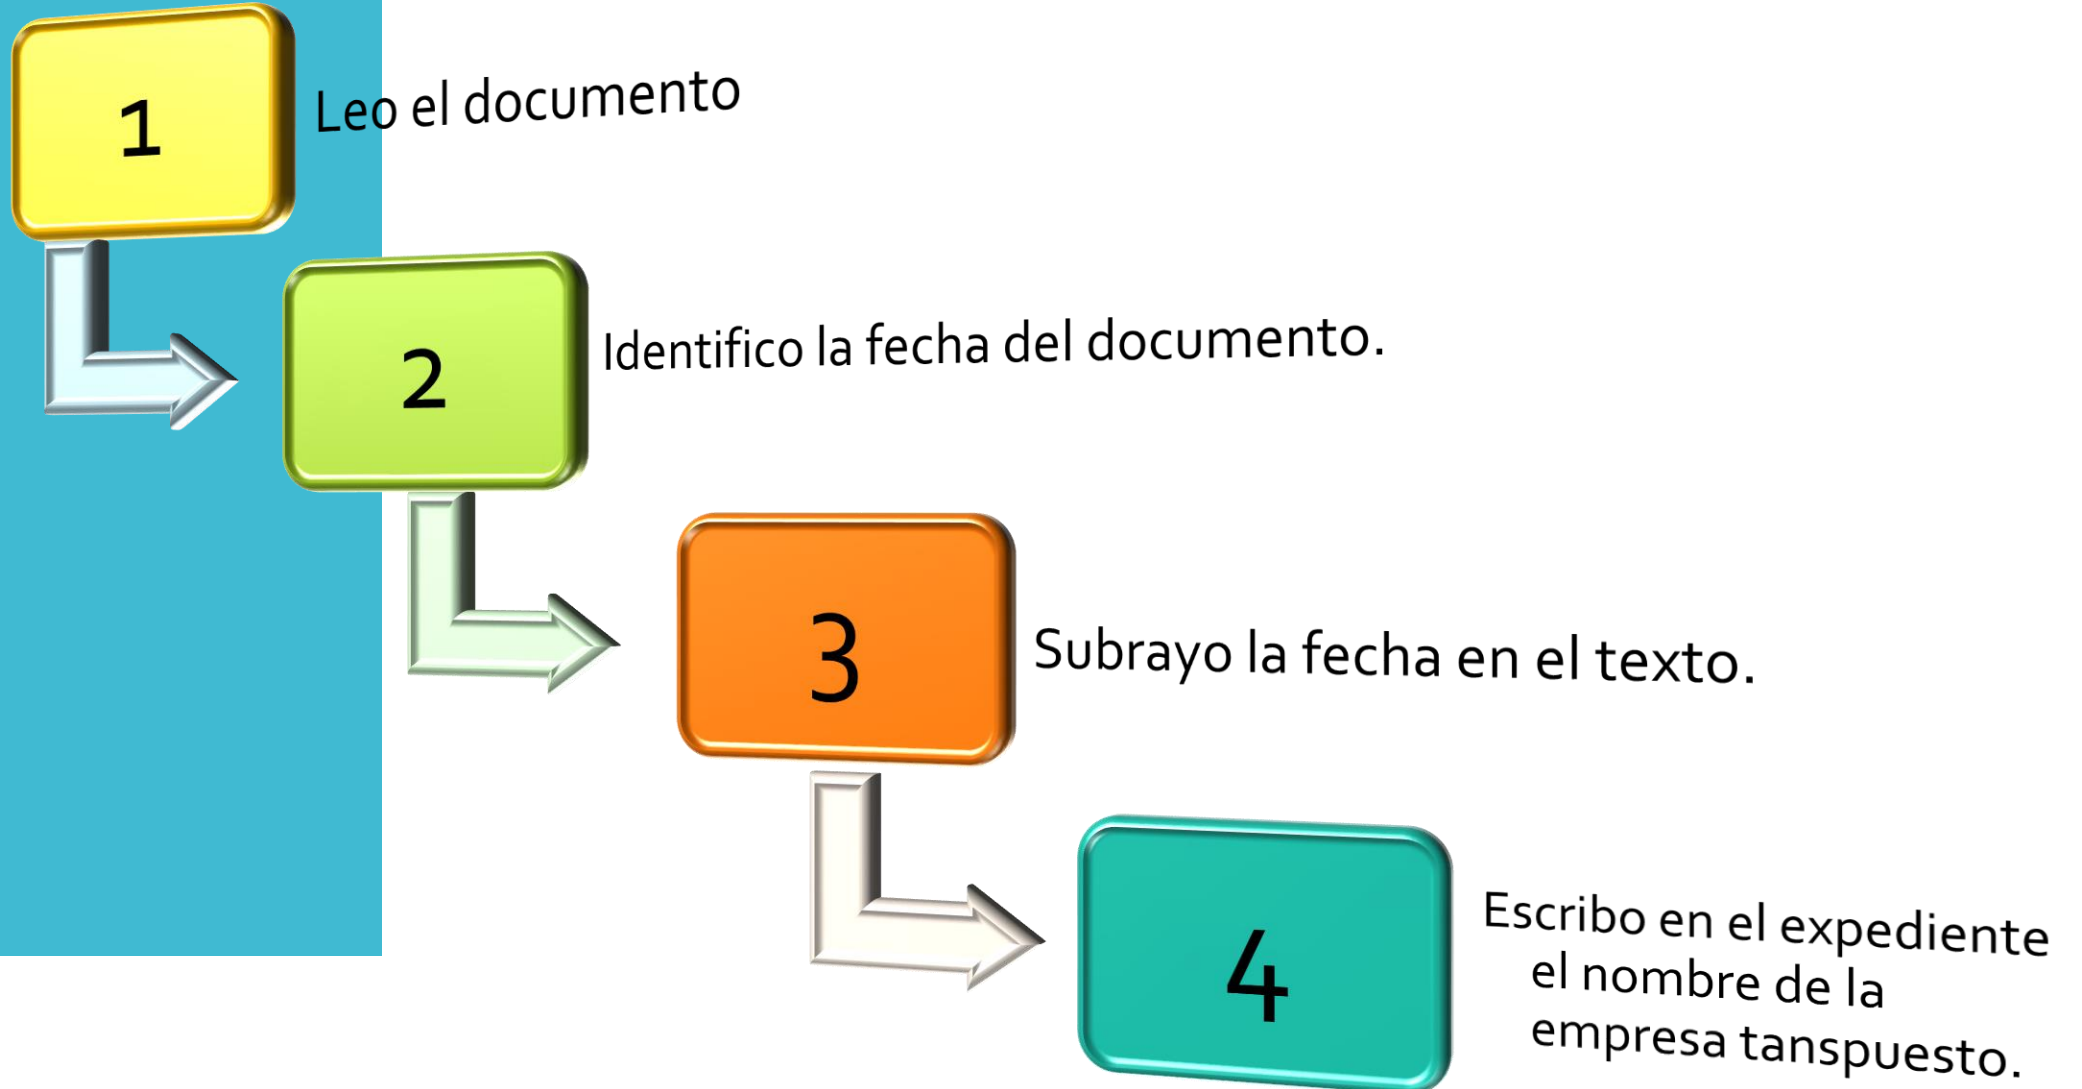 1
Leo el documento
2
Identifico la fecha del documento.
3
Subrayo la fecha en el texto.
4
Escribo en el expediente
el nombre de la
empresa tanspuesto.